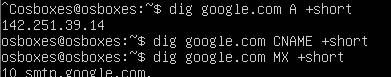 ^Cosboxes@osboxes:~$ dig google.com A +short
142.251.39.14
osboxes@osboxes:~$ dig google.com CNAME +short
osboxes@osboxes:~$ dig google.com MX +short
10 smtp.google.com.